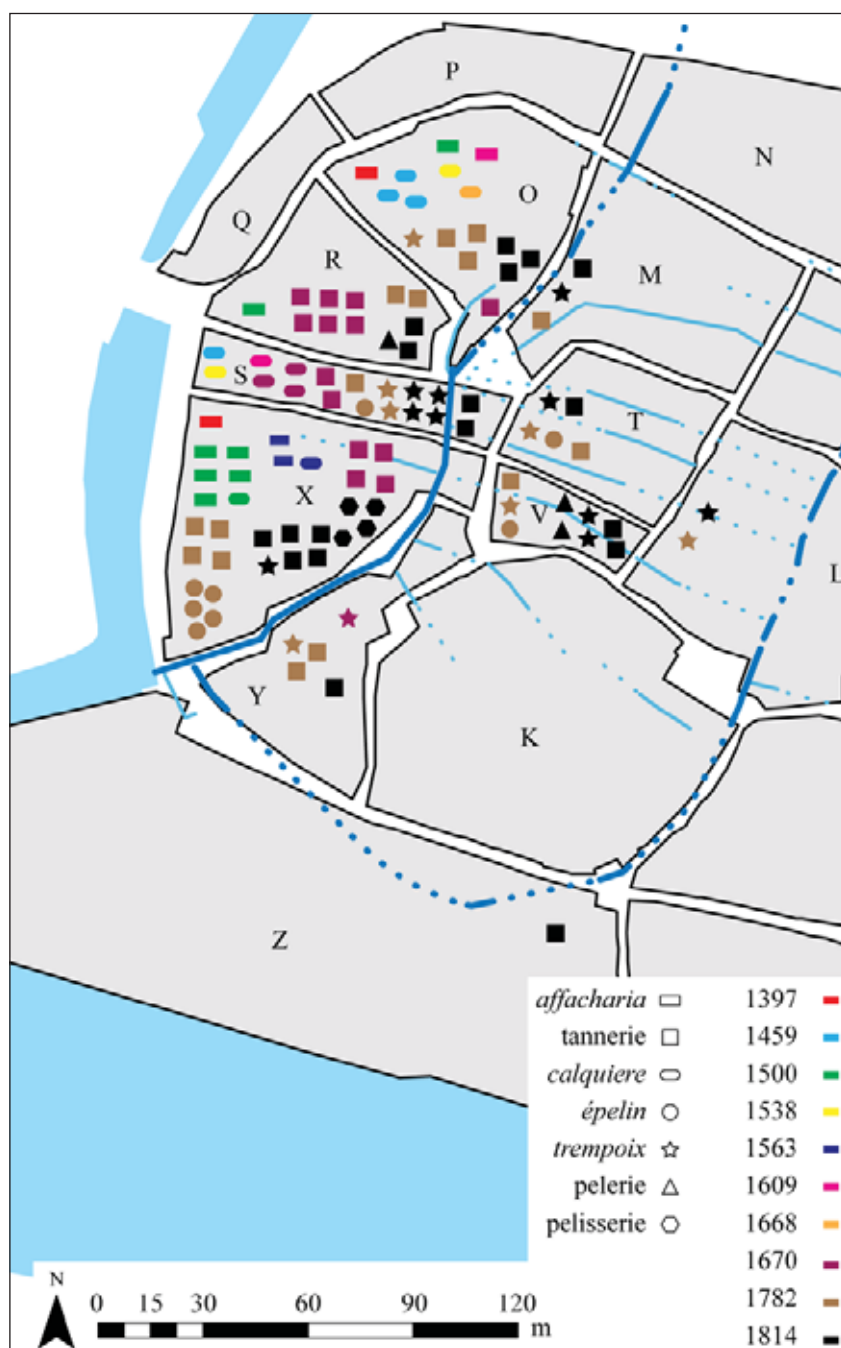 P
N
O
Q
R
M
S
T
X
V
L
Y
K
Z
affacharia 1397
tannerie 1459
calquiere 1500
épelin 1538
trempoix 1563
pelerie 1609
pelisserie 1668
1670
1782
1814
N
0 15 30 60 90 120
m